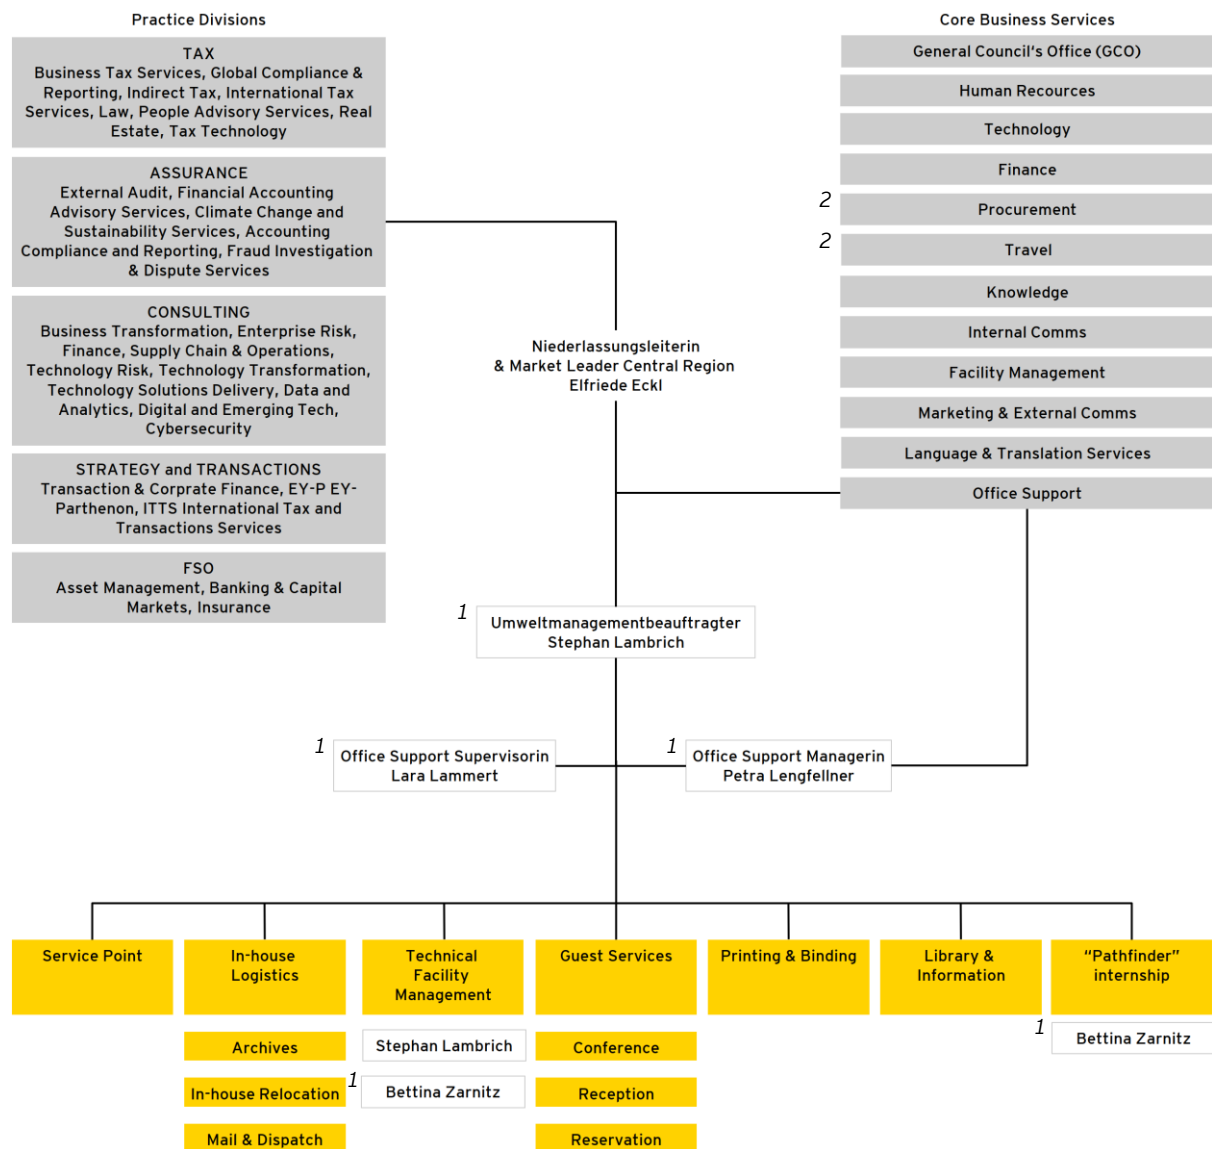 Practice Divisions
TAX
Business Tax Services, Global Compliance &
Reporting, Indirect Tax, International Tax
Services, Law, People Advisory Services, Real
Estate, Tax Technology
ASSURANCE
External Audit, Financial Accounting
Advisory Services, Climate Change and
Sustainability Services, Accounting
Compliance and Reporting, Fraud Investigation
& Dispute Services
CONSULTING
Business Transformation, Enterprise Risk,
Finance, Supply Chain & Operations,
Technology Risk, Technology Transformation,
Technology Solutions Delivery, Data and
Analytics, Digital and Emerging Tech,
Cybersecurity
STRATEGY and TRANSACTIONS
Transaction & Corprate Finance, EY-P EY-
Parthenon, ITTS International Tax and
Transactions Services
FSO
Asset Management, Banking & Capital
Markets, Insurance
Core Business Services
General Council's Office (GCO)
Human Recources
Technology
Finance
2
Procurement
2
Travel
Knowledge
Internal Comms
Facility Management
Marketing & External Comms
Language & Translation Services
Office Support
Niederlassungsleiterin
& Market Leader Central Region
Elfriede Eckl
1
Umweltmanagementbeauftragter
Stephan Lambrich
1
Office Support Supervisorin
Lara Lammert
1
Office Support Managerin
Petra Lengfellner
Service Point
In-house
Logistics
Archives
In-house Relocation
Mail & Dispatch
Technical
Facility
Management
Stephan Lambrich
1
Bettina Zarnitz
Guest Services
Conference
Reception
Reservation
Printing & Binding
Library &
Information
“Pathfinder”
internship
1
Bettina Zarnitz